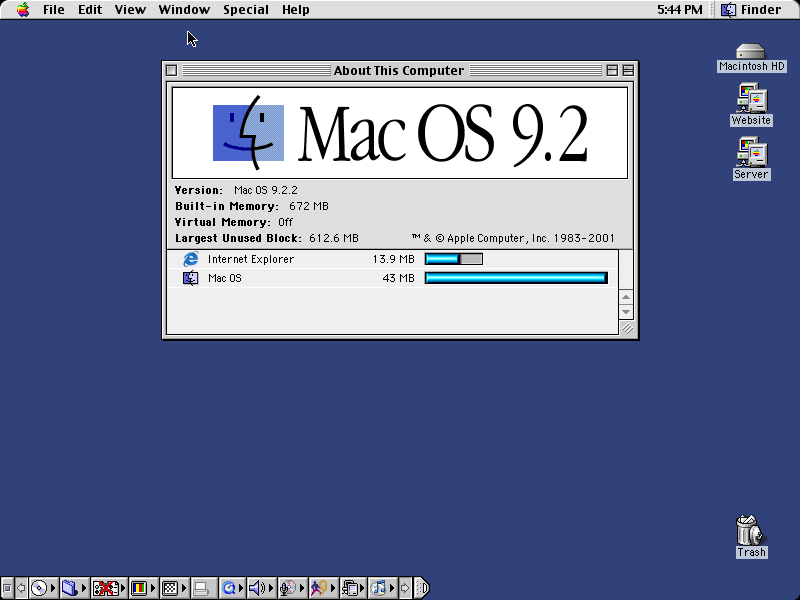 File Edit View Window Special Help 5:44 PM Finder
Macintosh HD
Website
Server
About This Computer
Mac OS 9.2
Version: Mac OS 9.2.2
Built-in Memory: 672 MB
Virtual Memory: Off
Largest Unused Block: 612.6 MB ™ & © Apple Computer, Inc. 1983-2001
Internet Explorer 13.9 MB
Mac OS 43 MB
Trash